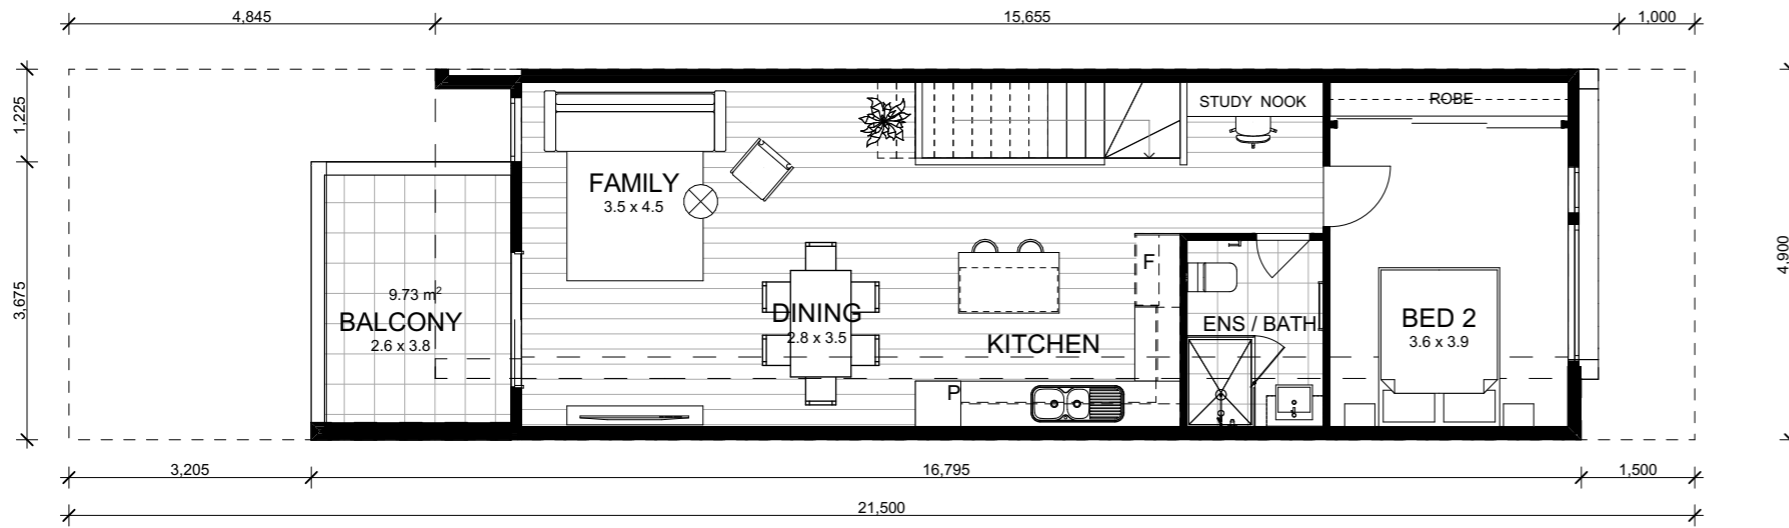 4,845
15,655
1,000
1,225
3,675
4,900
STUDY NOOK
ROBE
FAMILY
3.5 x 4.5
F
9.73 m²
BALCONY
2.6 x 3.8
DINING
2.8 x 3.5
KITCHEN
ENS / BATH
BED 2
3.6 x 3.9
P
3,205
16,795
1,500
21,500